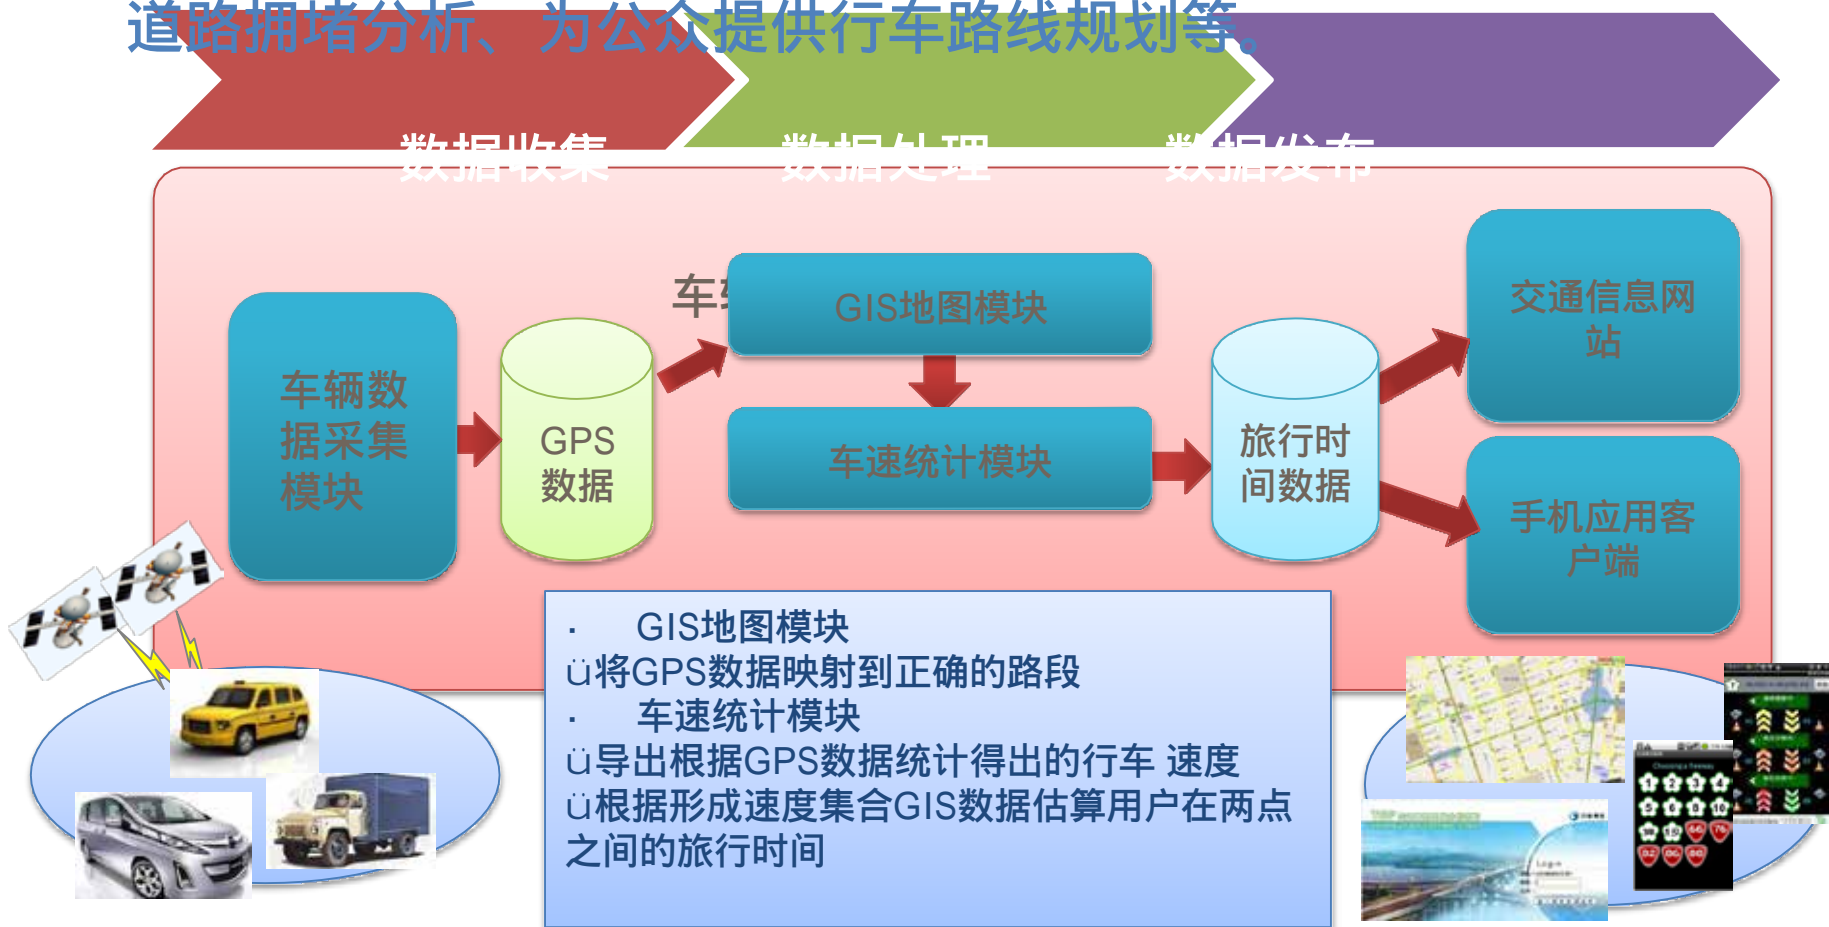 道路拥堵分析、为公众提供行车路线规划等。
数据收集
数据处理
数据发布
车辆数
据采集
模块
GPS
数据
车
GIS地图模块
车速统计模块
旅行时
间数据
交通信息网
站
手机应用客
户端
· GIS地图模块
ü将GPS数据映射到正确的路段
· 车速统计模块
ü导出根据GPS数据统计得出的行车 速度
ü根据形成速度集合GIS数据估算用户在两点
之间的旅行时间